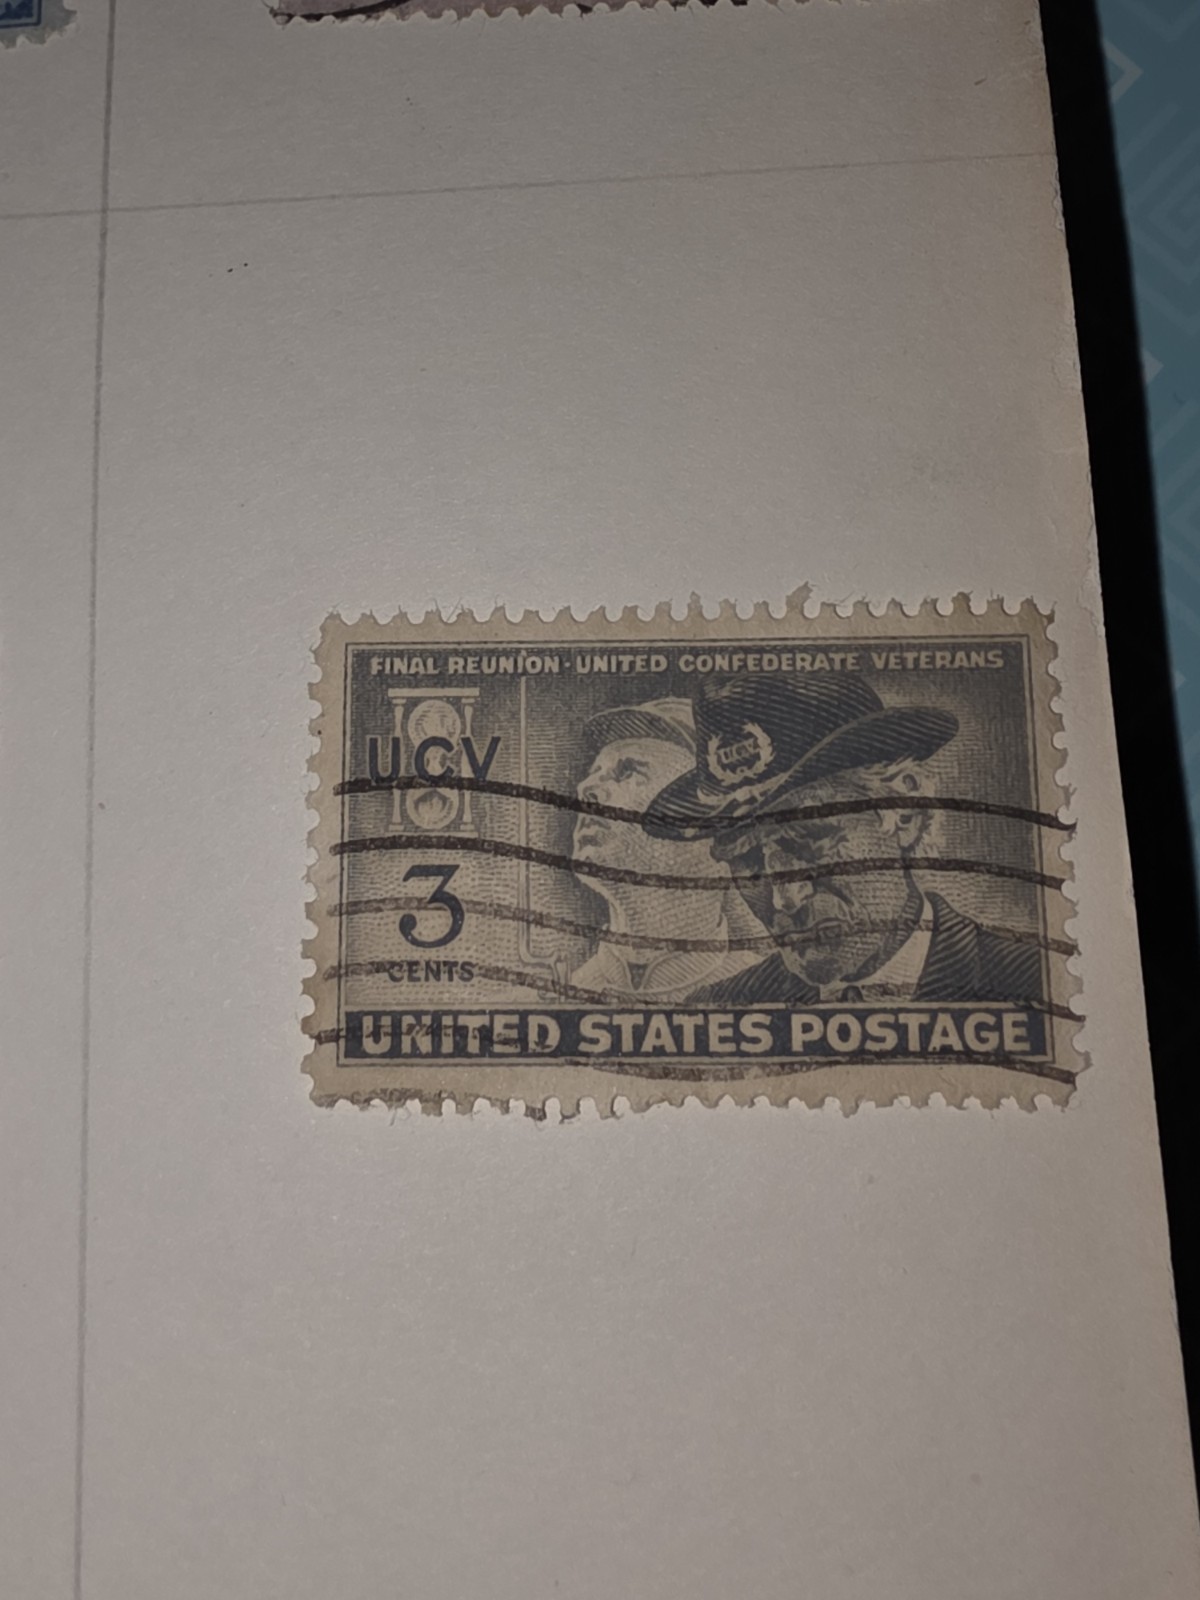 FINAL REUNION · UNITED CONFEDERATE VETERANS
UCV
UCV
3
CENTS
UNITED STATES POSTAGE